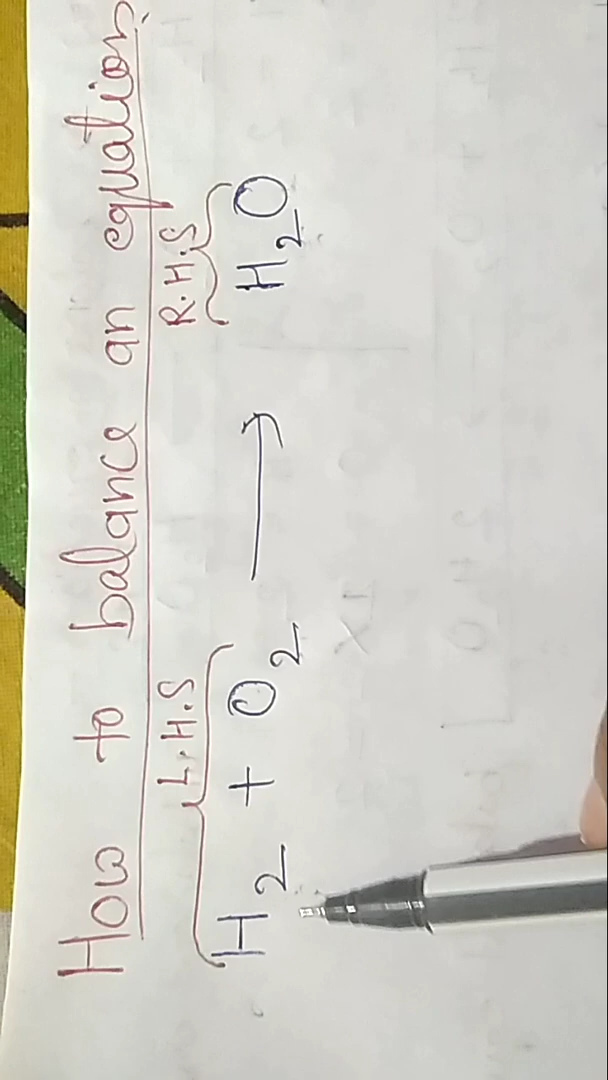 How to balance an equation
L.H.S R.H.S
H₂ + O₂ → H₂O